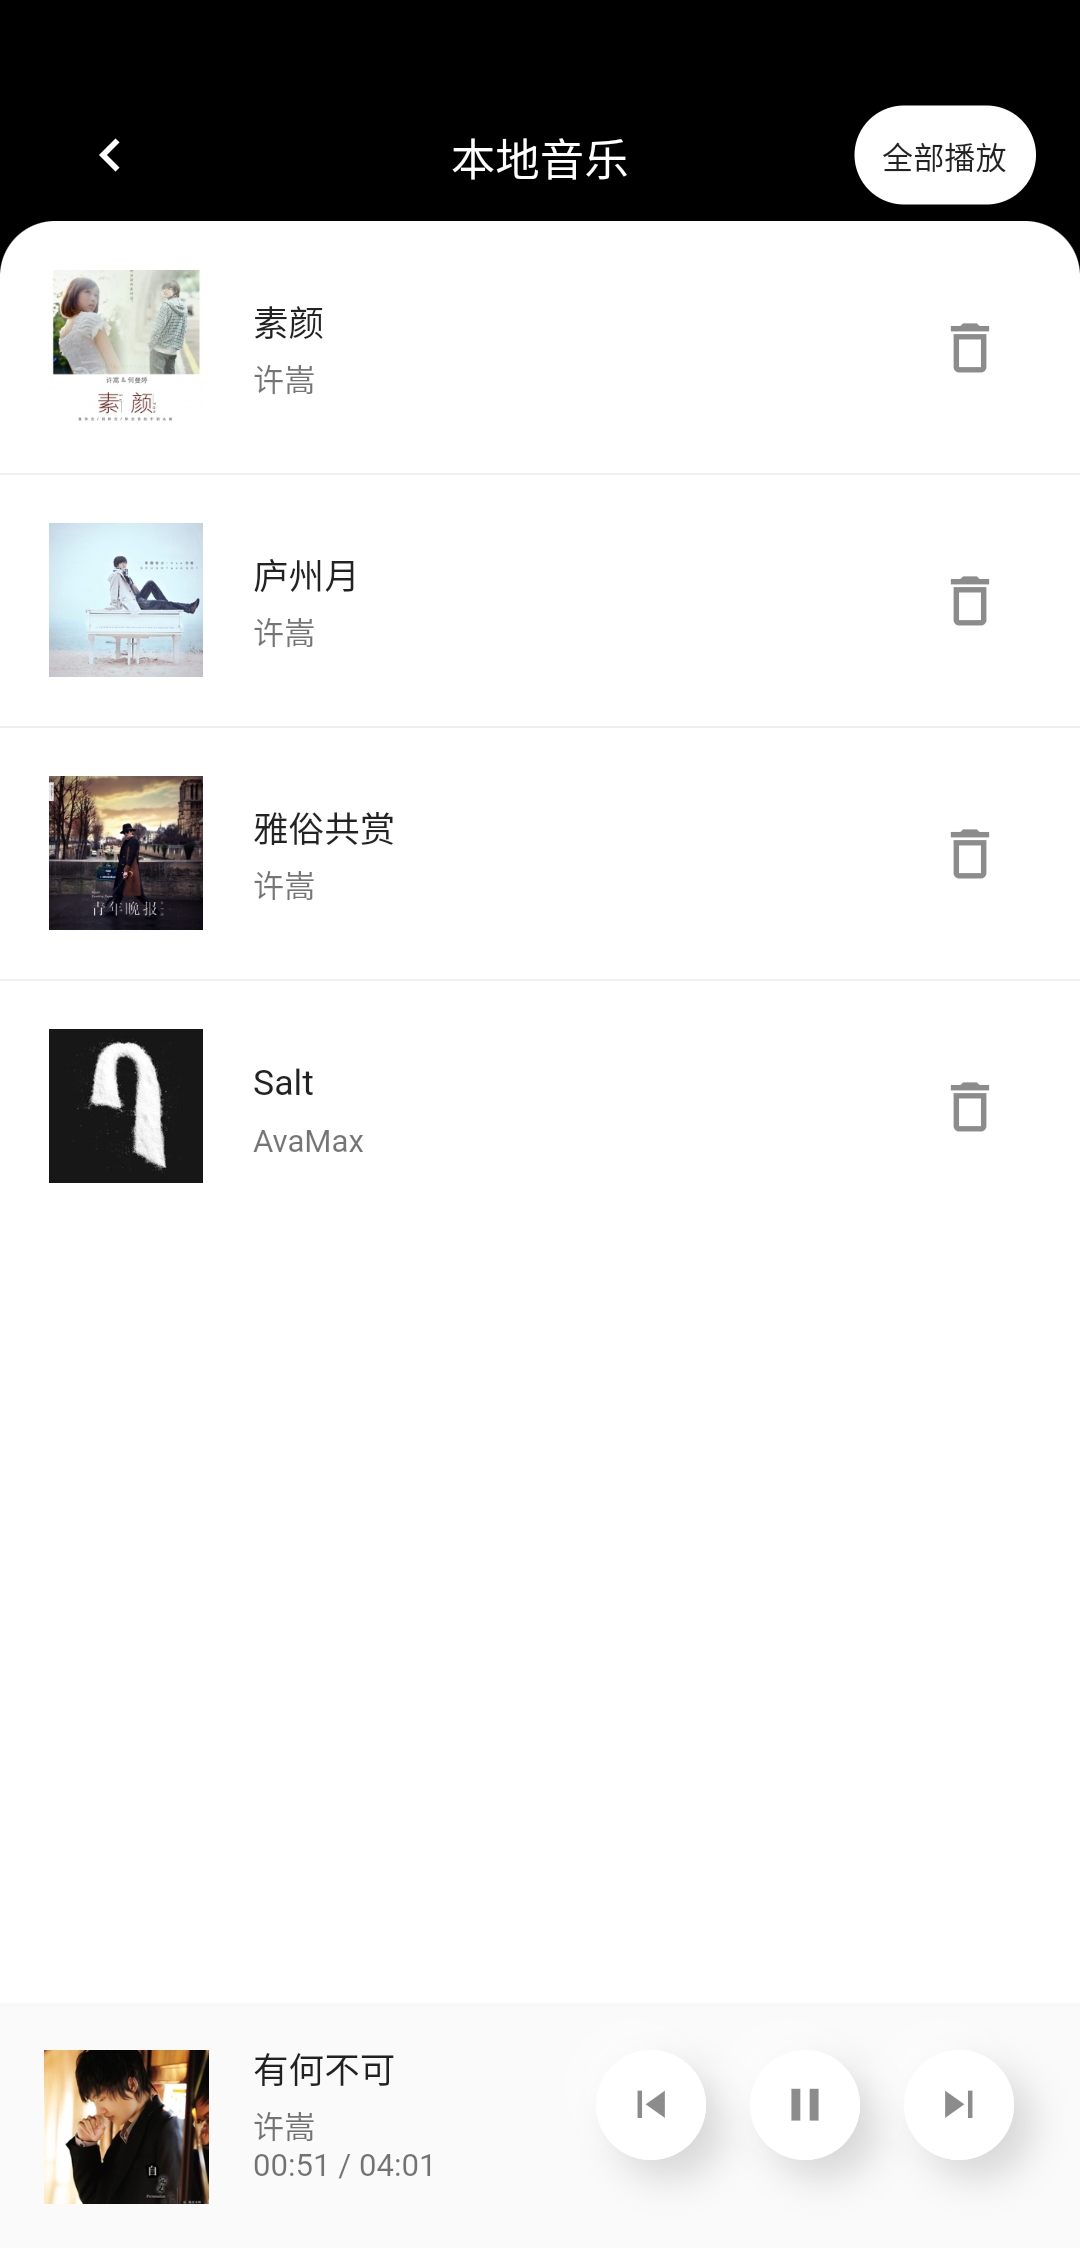 本地音乐
全部播放
许嵩 & 何曼婷
素颜
素颜
许嵩
庐州月
许嵩
青年晚报
雅俗共赏
许嵩
Salt
AvaMax
自
有何不可
许嵩
00:51 / 04:01